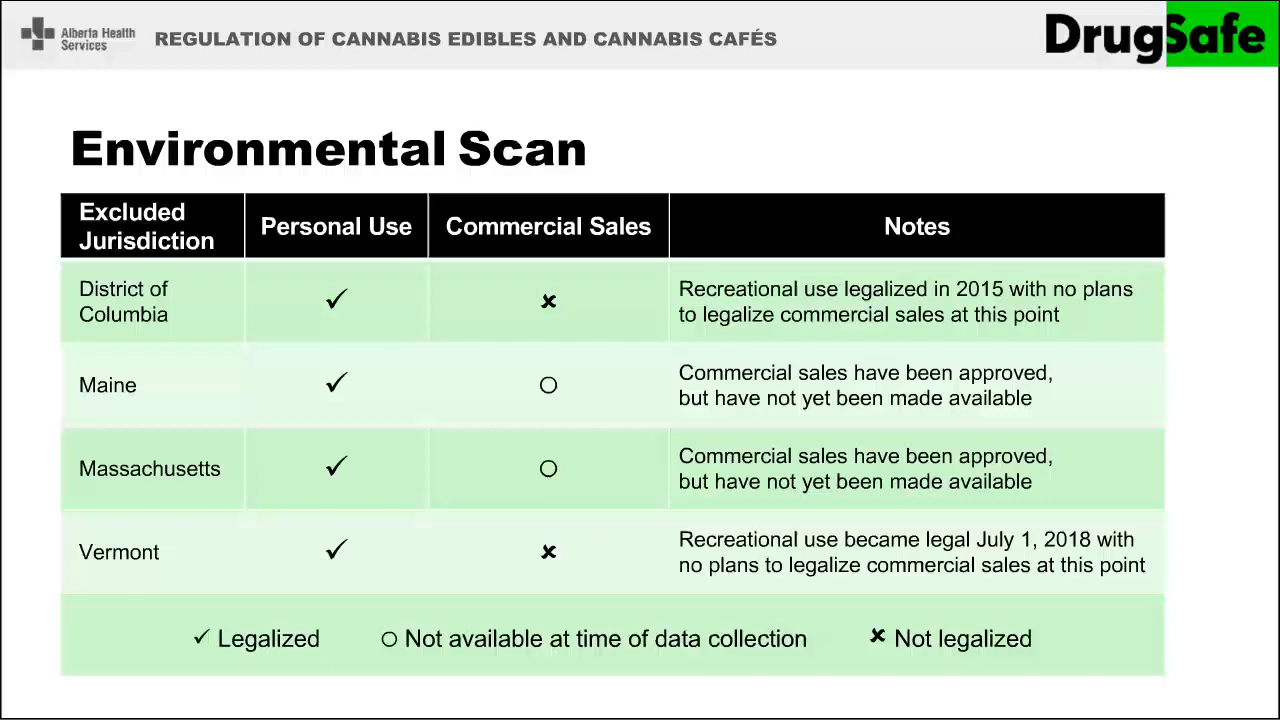 Alberta Health
Services
REGULATION OF CANNABIS EDIBLES AND CANNABIS CAFÉS
DrugSafe
Environmental Scan
Excluded
Jurisdiction
Personal Use
Commercial Sales
Notes
District of
Columbia
✓
✘
Recreational use legalized in 2015 with no plans
to legalize commercial sales at this point
Maine
✓
○
Commercial sales have been approved,
but have not yet been made available
Massachusetts
✓
○
Commercial sales have been approved,
but have not yet been made available
Vermont
✓
✘
Recreational use became legal July 1, 2018 with
no plans to legalize commercial sales at this point
✓ Legalized ○ Not available at time of data collection ✘ Not legalized